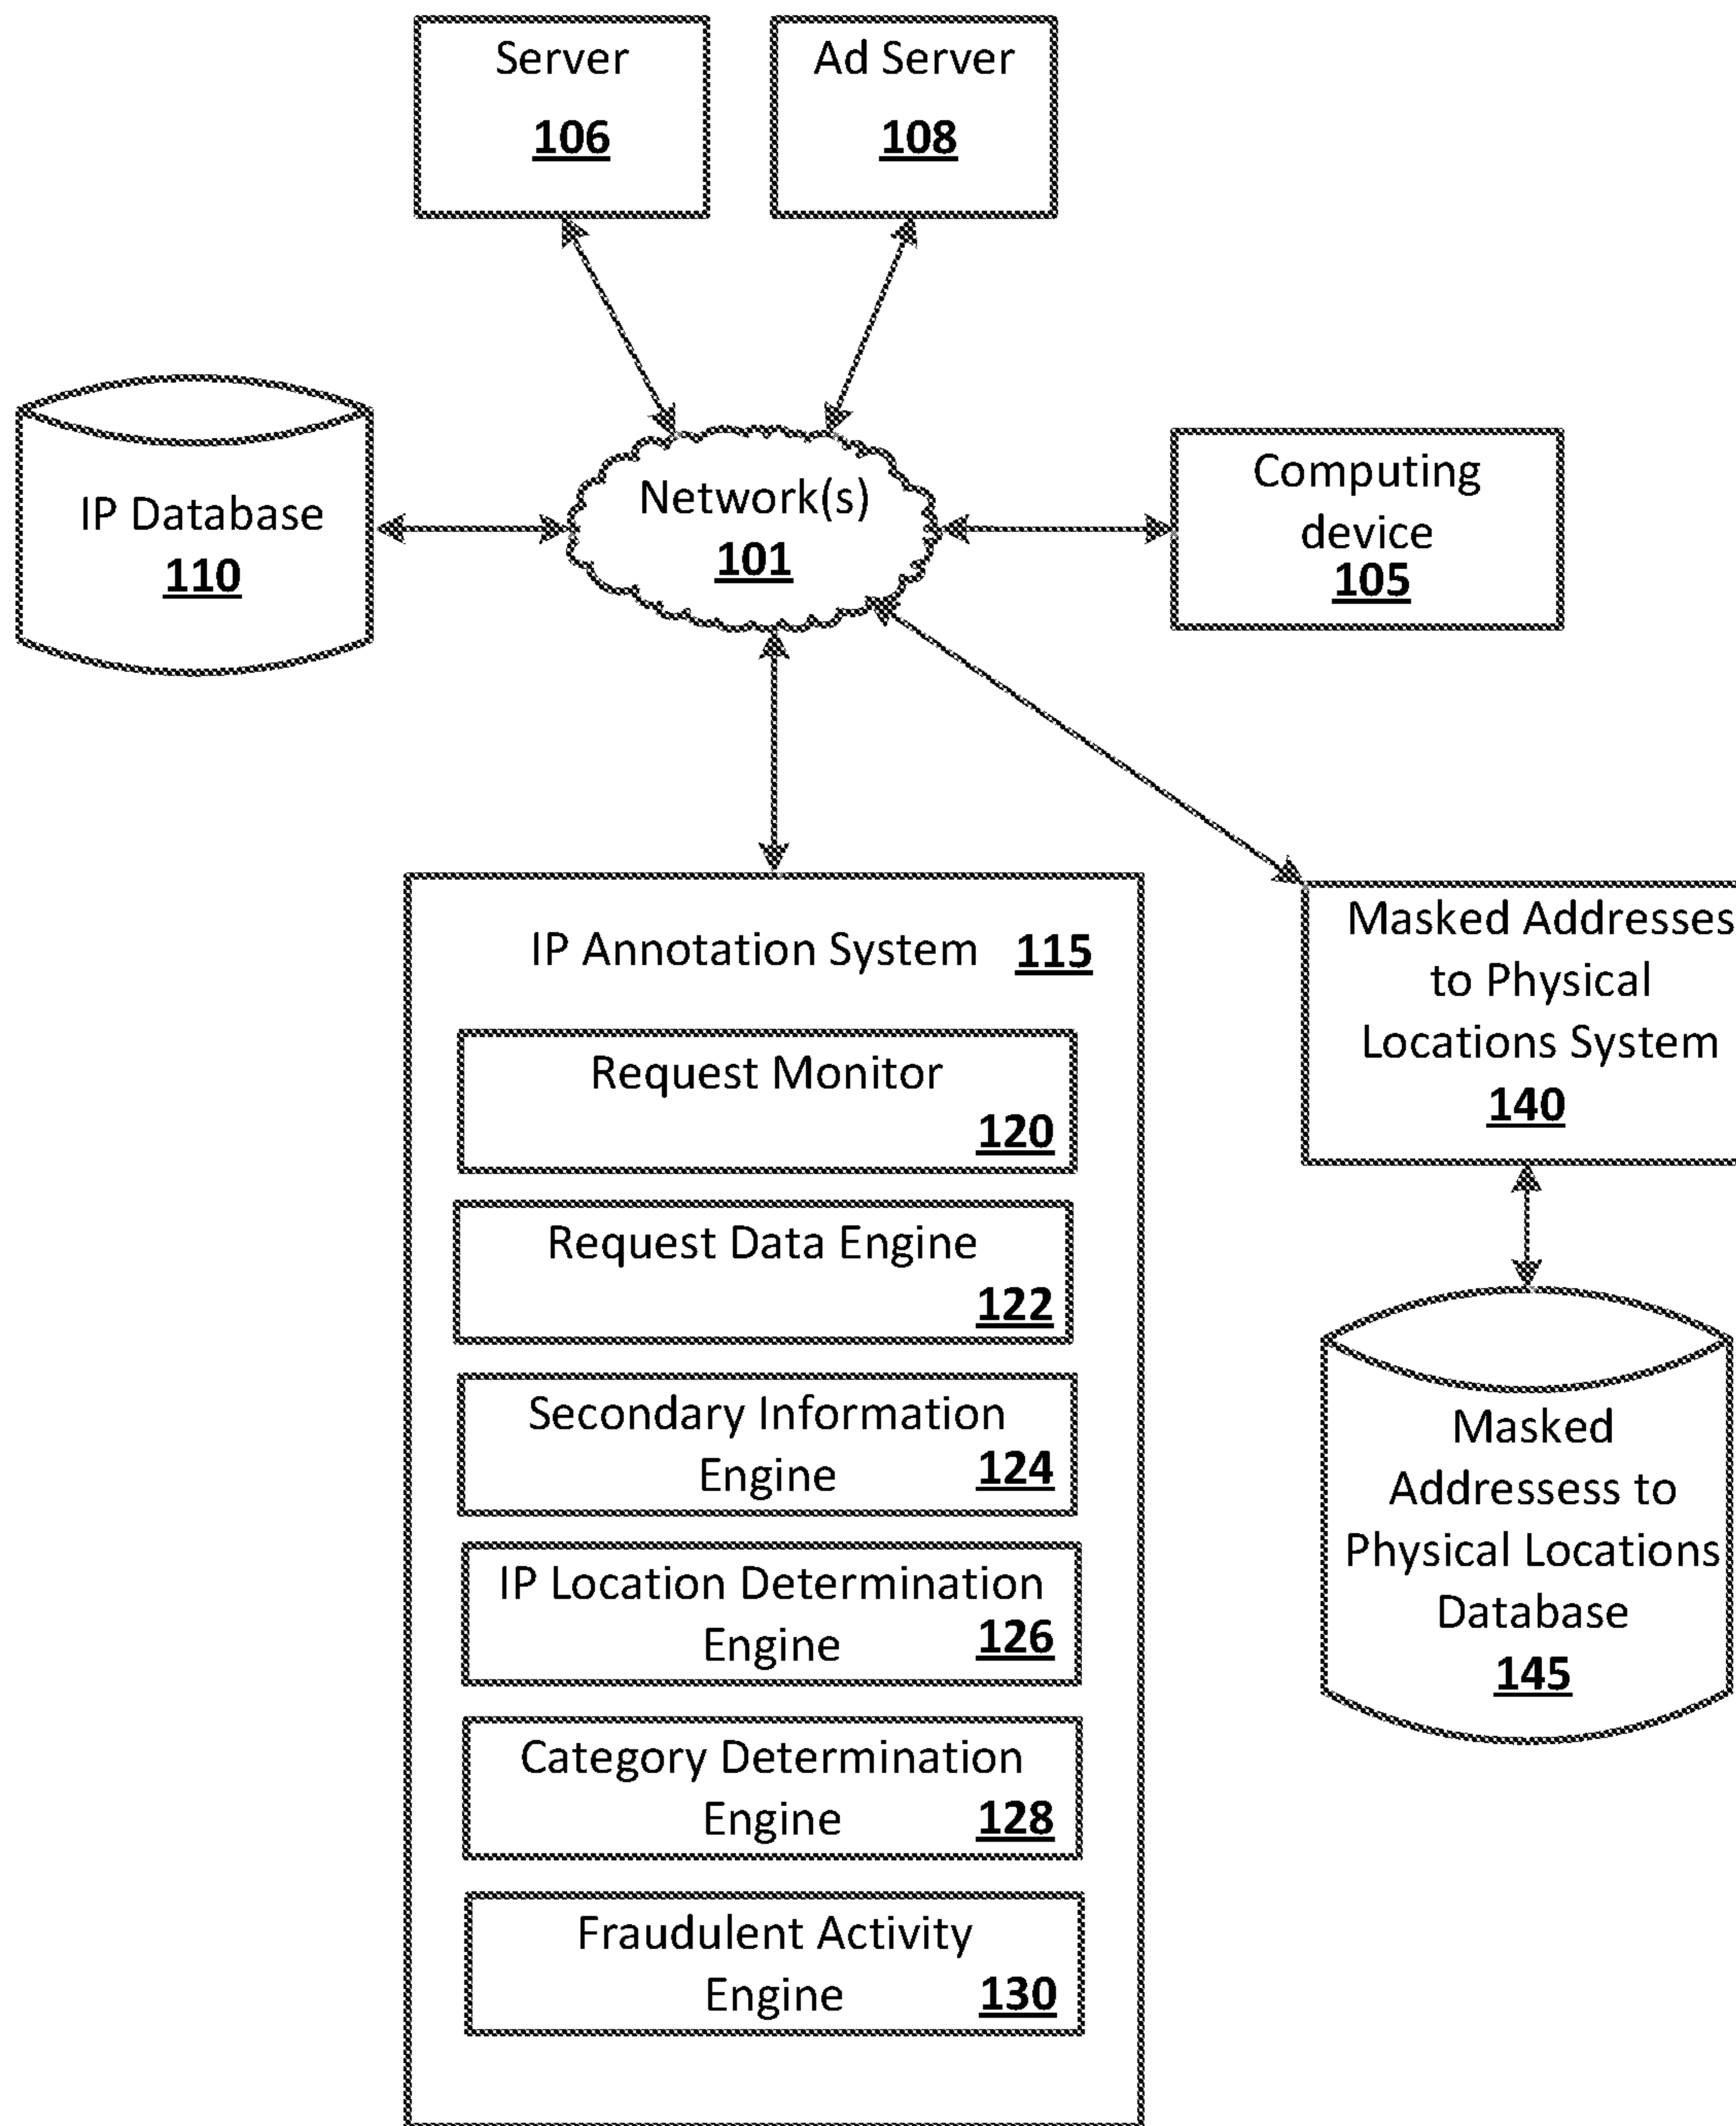 Server
106
Ad Server
108
IP Database
110
Network(s)
101
Computing
device
105
IP Annotation System 115
Request Monitor
120
Request Data Engine
122
Secondary Information
Engine 124
IP Location Determination
Engine 126
Category Determination
Engine 128
Fraudulent Activity
Engine 130
Masked Addresses
to Physical
Locations System
140
Masked
Addressess to
Physical Locations
Database
145